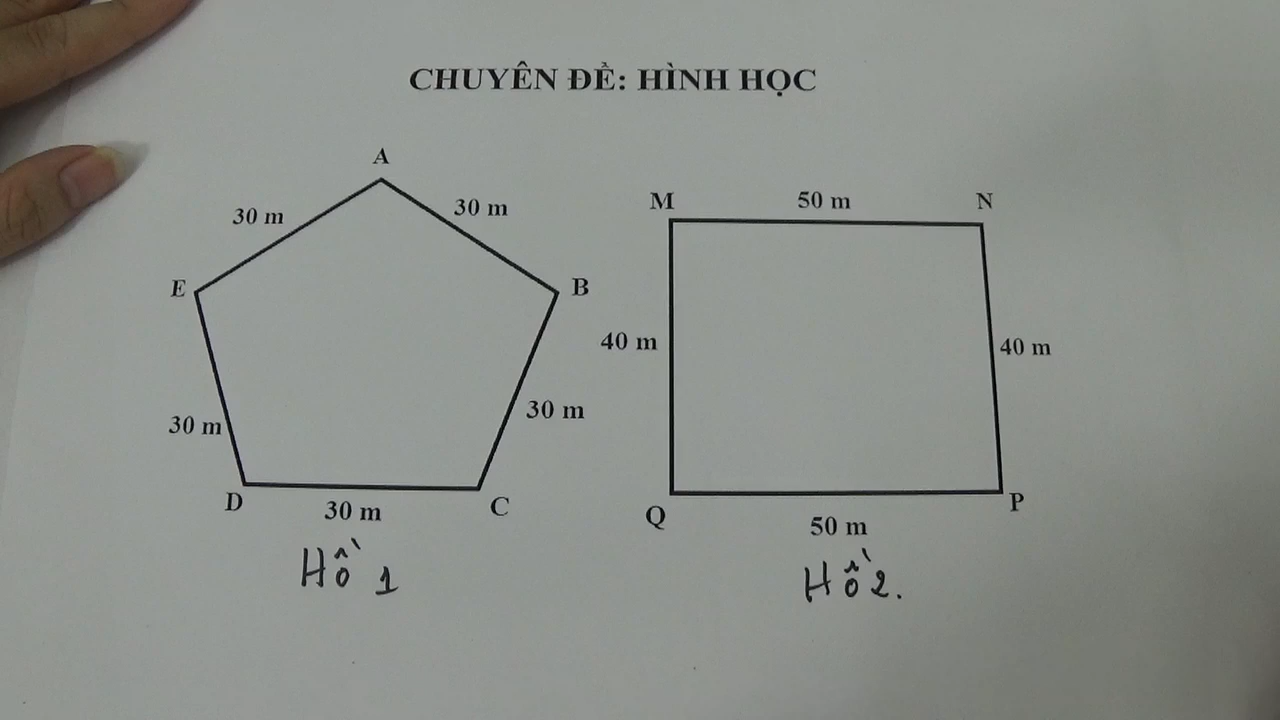 CHUYÊN ĐỀ: HÌNH HỌC
A
30 m
30 m
E
B
30 m
30 m
D
30 m
C
Hồ 1
M
50 m
N
40 m
40 m
Q
50 m
P
Hồ 2.